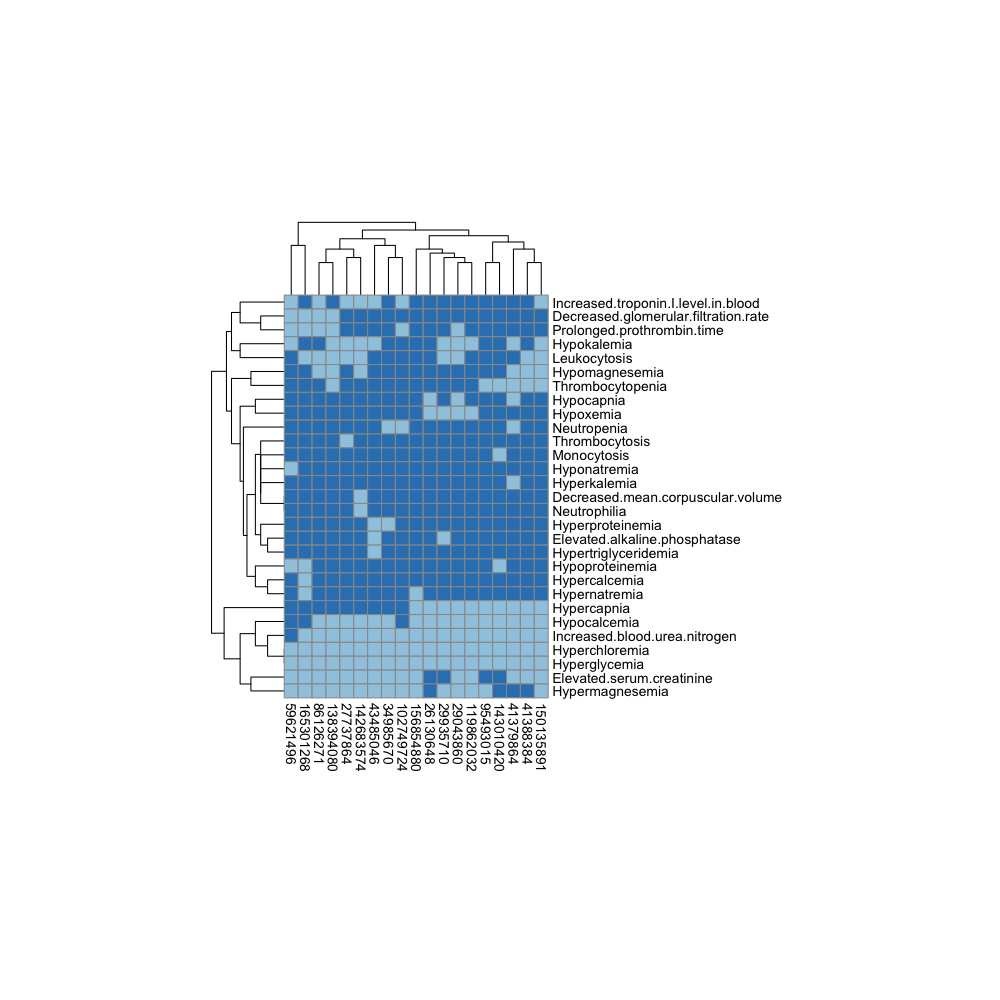 Increased.troponin.I.level.in.blood
Decreased.glomerular.filtration.rate
Prolonged.prothrombin.time
Hypokalemia
Leukocytosis
Hypomagnesemia
Thrombocytopenia
Hypocapnia
Hypoxemia
Neutropenia
Thrombocytosis
Monocytosis
Hyponatremia
Hyperkalemia
Decreased.mean.corpuscular.volume
Neutrophilia
Hyperproteinemia
Elevated.alkaline.phosphatase
Hypertriglyceridemia
Hypoproteinemia
Hypercalcemia
Hypernatremia
Hypercapnia
Hypocalcemia
Increased.blood.urea.nitrogen
Hyperchloremia
Hyperglycemia
Elevated.serum.creatinine
Hypermagnesemia
59621496
165301268
86126271
138394080
27737864
142683574
43485046
34985670
102749724
156854880
26130648
29935710
29043860
119862032
95493015
143010420
41379864
41388384
150135891